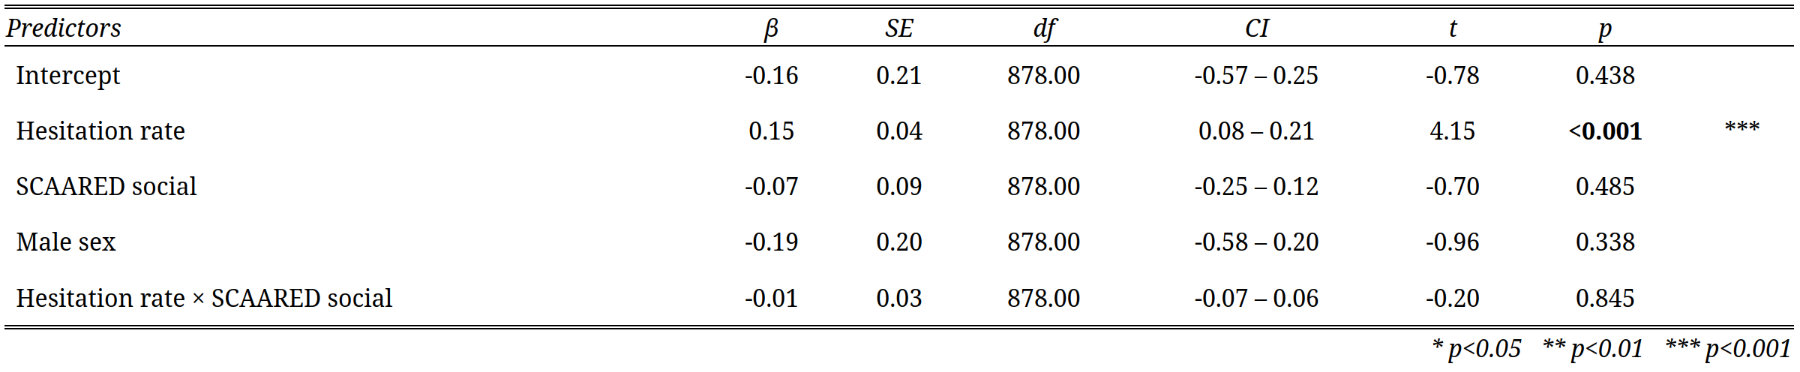 Predictors β SE df CI t p
Intercept -0.16 0.21 878.00 -0.57 – 0.25 -0.78 0.438
Hesitation rate 0.15 0.04 878.00 0.08 – 0.21 4.15 <0.001 ***
SCAARED social -0.07 0.09 878.00 -0.25 – 0.12 -0.70 0.485
Male sex -0.19 0.20 878.00 -0.58 – 0.20 -0.96 0.338
Hesitation rate × SCAARED social -0.01 0.03 878.00 -0.07 – 0.06 -0.20 0.845
* p<0.05 ** p<0.01 *** p<0.001